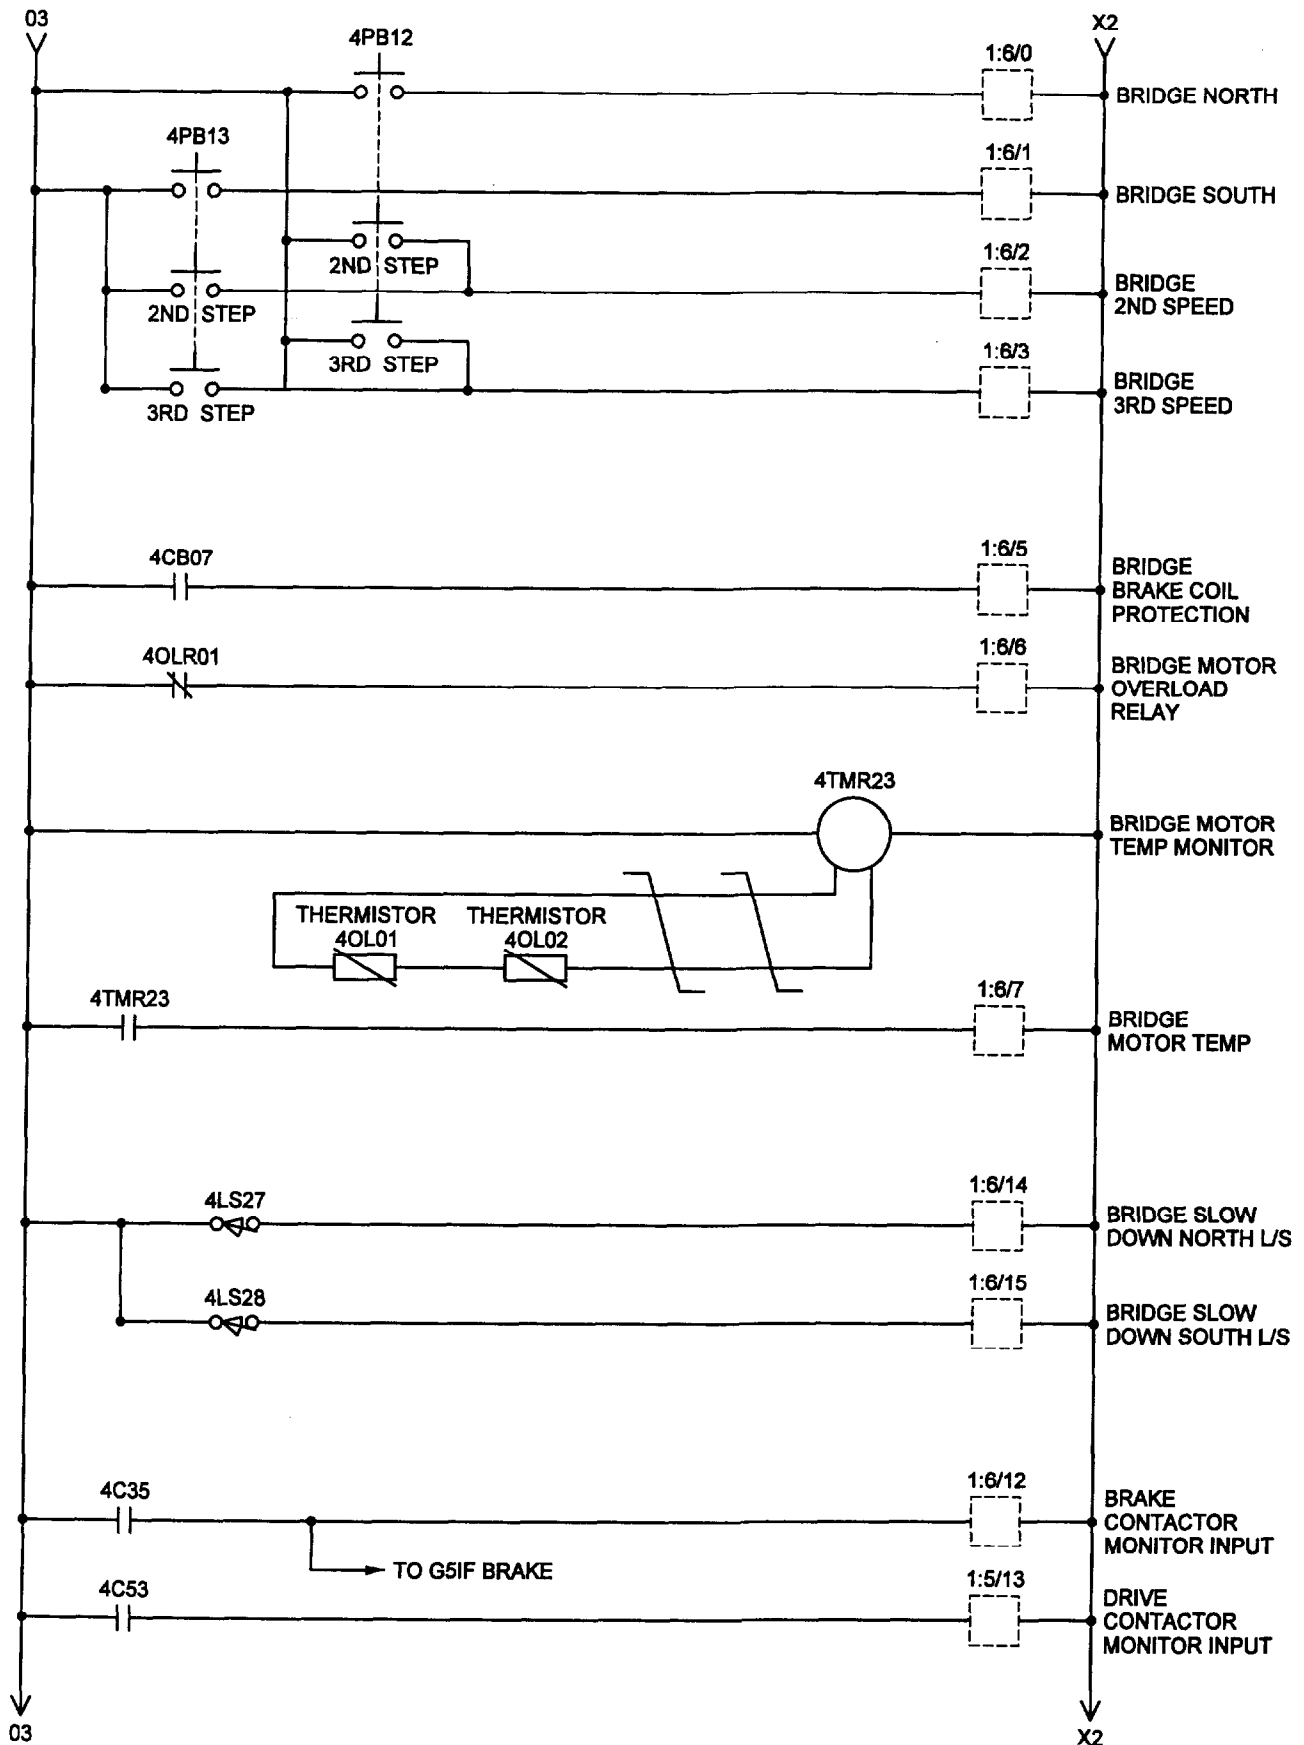 03
X2
4PB12
1:6/0
BRIDGE NORTH
4PB13
1:6/1
BRIDGE SOUTH
2ND STEP
1:6/2
BRIDGE
2ND SPEED
2ND STEP
3RD STEP
1:6/3
BRIDGE
3RD SPEED
3RD STEP
4CB07
1:6/5
BRIDGE
BRAKE COIL
PROTECTION
4OLR01
1:6/6
BRIDGE MOTOR
OVERLOAD
RELAY
4TMR23
BRIDGE MOTOR
TEMP MONITOR
THERMISTOR
4OL01
THERMISTOR
4OL02
4TMR23
1:6/7
BRIDGE
MOTOR TEMP
4LS27
1:6/14
BRIDGE SLOW
DOWN NORTH L/S
4LS28
1:6/15
BRIDGE SLOW
DOWN SOUTH L/S
4C35
1:6/12
BRAKE
CONTACTOR
MONITOR INPUT
TO G5IF BRAKE
4C53
1:5/13
DRIVE
CONTACTOR
MONITOR INPUT
03
X2